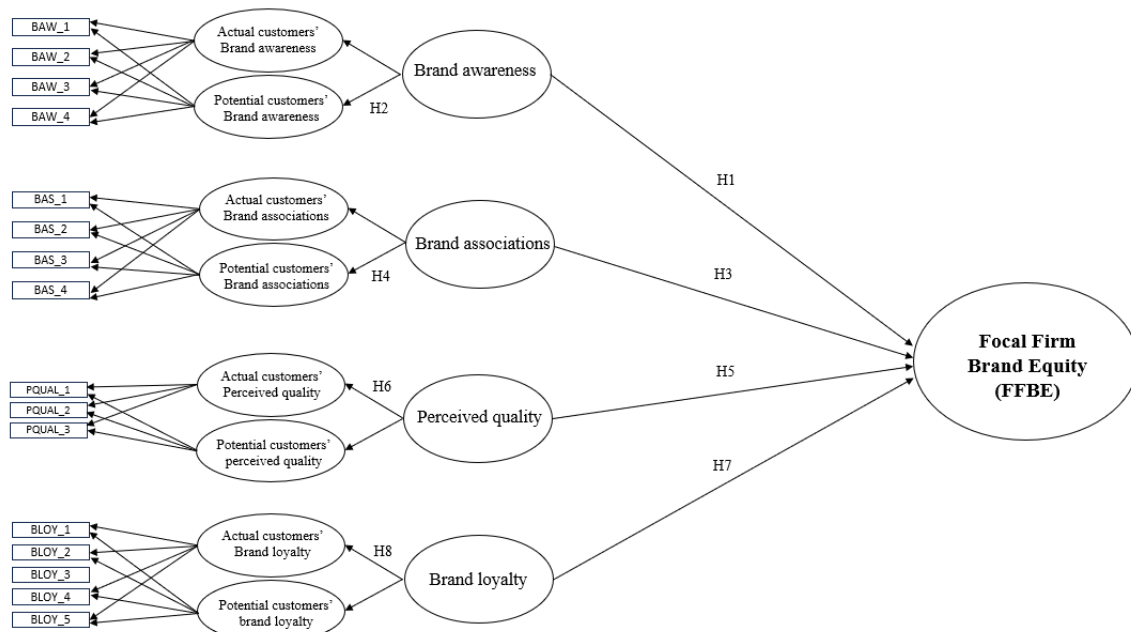 BAW_1
BAW_2
BAW_3
BAW_4
Actual customers'
Brand awareness
Potential customers'
Brand awareness
H2
Brand awareness
H1
BAS_1
BAS_2
BAS_3
BAS_4
Actual customers'
Brand associations
Potential customers'
Brand associations
H4
Brand associations
H3
Focal Firm
Brand Equity
(FFBE)
PQUAL_1
PQUAL_2
PQUAL_3
Actual customers'
Perceived quality
Potential customers'
perceived quality
H6
Perceived quality
H5
BLOY_1
BLOY_2
BLOY_3
BLOY_4
BLOY_5
Actual customers'
Brand loyalty
Potential customers'
brand loyalty
H8
Brand loyalty
H7